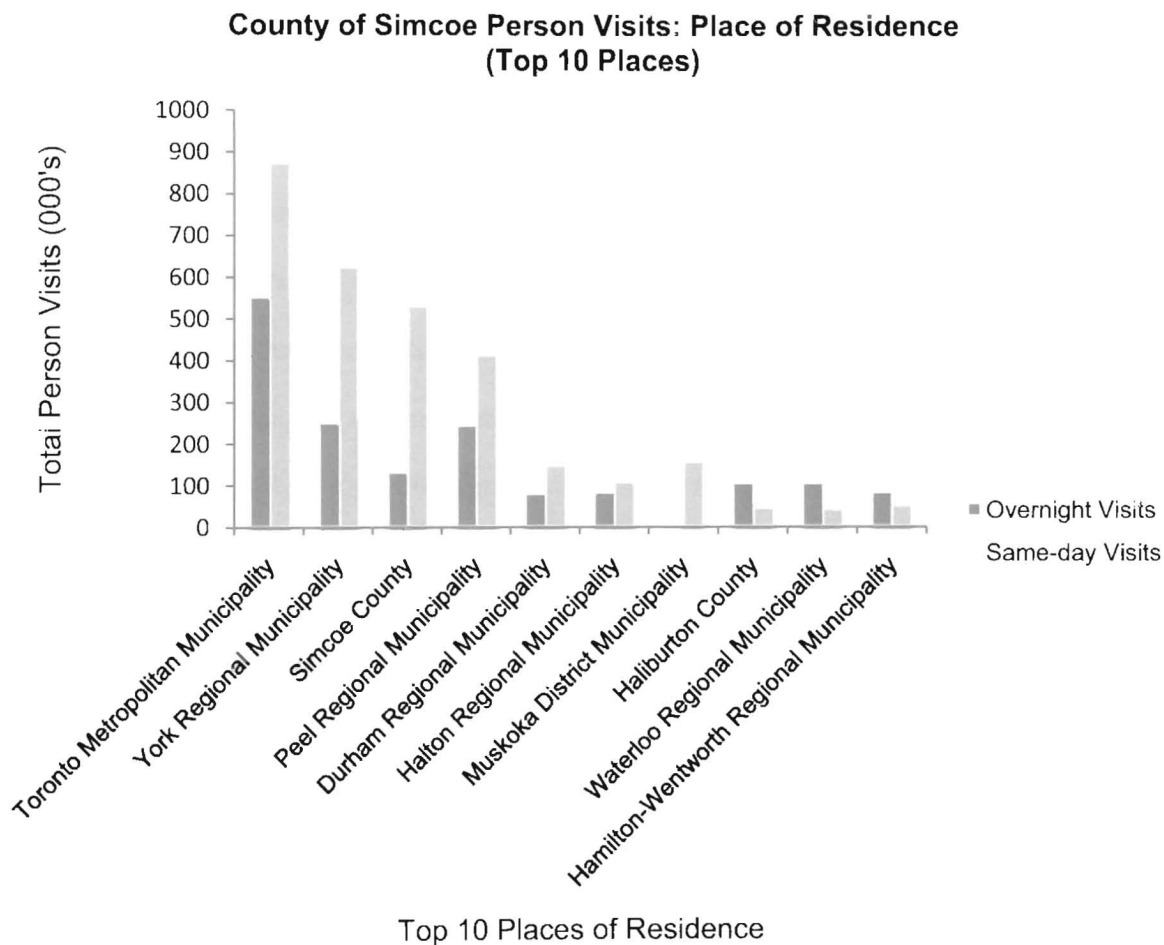 County of Simcoe Person Visits: Place of Residence
(Top 10 Places)
Total Person Visits (000's)
1000
900
800
700
600
500
400
300
200
100
0
Toronto Metropolitan Municipality
York Regional Municipality
Simcoe County
Peel Regional Municipality
Durham Regional Municipality
Halton Regional Municipality
Muskoka District Municipality
Haliburton County
Waterloo Regional Municipality
Hamilton-Wentworth Regional Municipality
Overnight Visits
Same-day Visits
Top 10 Places of Residence